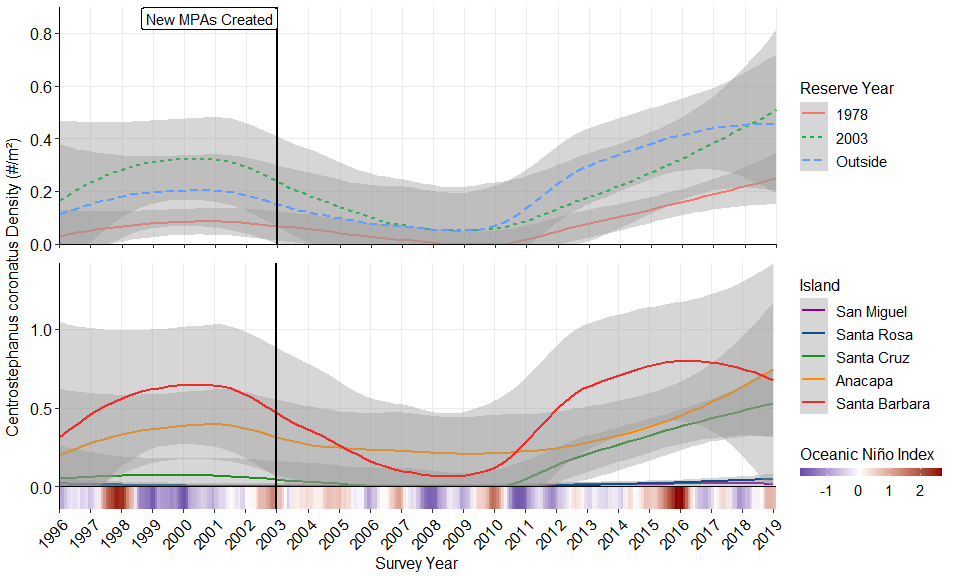 New MPAs Created
Centrostephanus coronatus Density (#/m²)
0.8
0.6
0.4
0.2
0.0
Reserve Year
1978
2003
Outside
1.0
0.5
0.0
Island
San Miguel
Santa Rosa
Santa Cruz
Anacapa
Santa Barbara
Oceanic Niño Index
-1 0 1 2
1996 1997 1998 1999 2000 2001 2002 2003 2004 2005 2006 2007 2008 2009 2010 2011 2012 2013 2014 2015 2016 2017 2018 2019
Survey Year